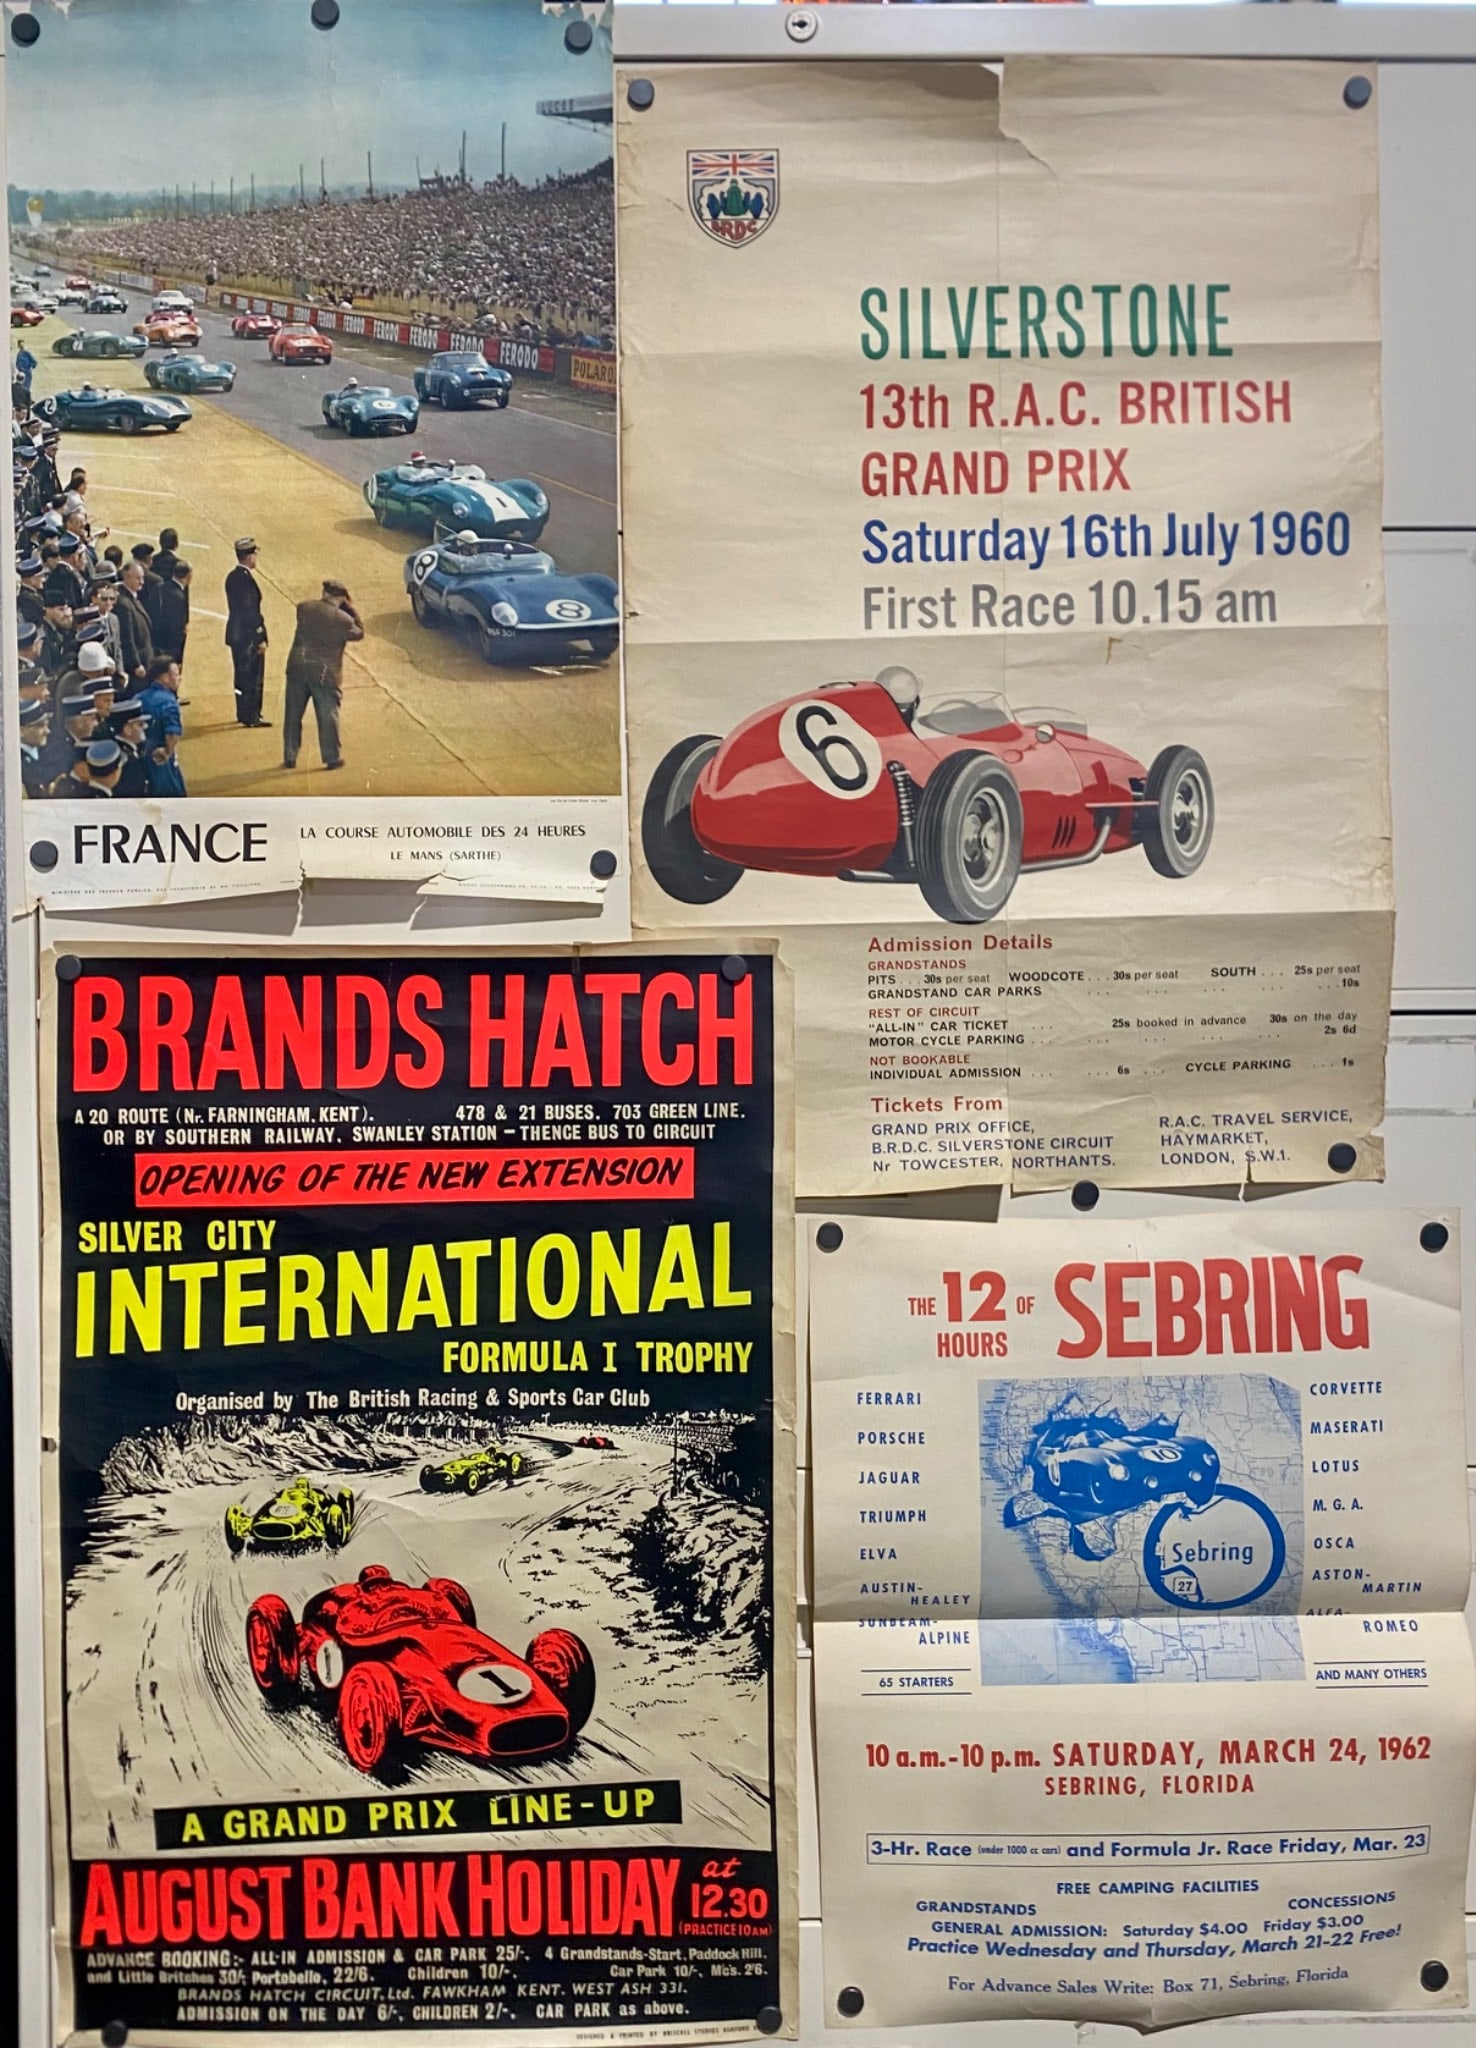 LUCAS
FERODO FERODO FERODO FERODO FERODO
POLARO
1
8
8
6
2
RSF 301
FRANCE
LA COURSE AUTOMOBILE DES 24 HEURES
LE MANS (SARTHE)
BRDC
SILVERSTONE
13th R.A.C. BRITISH
GRAND PRIX
Saturday 16th July 1960
First Race 10.15 am
6
Admission Details
GRANDSTANDS
PITS . . . 30s per seat WOODCOTE . . . 30s per seat SOUTH . . . 25s per seat
GRANDSTAND CAR PARKS . . . . . . . . . . . . . . . 10s
REST OF CIRCUIT
"ALL-IN" CAR TICKET . . . 25s booked in advance 30s on the day
MOTOR CYCLE PARKING . . . . . . . . . . . . . . . 2s 6d
NOT BOOKABLE
INDIVIDUAL ADMISSION . . . . . . 6s . . . CYCLE PARKING . . . 1s
Tickets From
GRAND PRIX OFFICE,
B.R.D.C. SILVERSTONE CIRCUIT
Nr TOWCESTER, NORTHANTS.
R.A.C. TRAVEL SERVICE,
HAYMARKET,
LONDON, S.W.1.
BRANDS HATCH
A 20 ROUTE (Nr. FARNINGHAM, KENT). 478 & 21 BUSES. 703 GREEN LINE.
OR BY SOUTHERN RAILWAY. SWANLEY STATION – THENCE BUS TO CIRCUIT
OPENING OF THE NEW EXTENSION
SILVER CITY
INTERNATIONAL
FORMULA I TROPHY
Organised by The British Racing & Sports Car Club
1
1
A GRAND PRIX LINE-UP
AUGUST BANK HOLIDAY at
12.30
(PRACTICE 10 AM)
ADVANCE BOOKING:- ALL-IN ADMISSION & CAR PARK 25/-. 4 Grandstands-Start, Paddock Hill,
and Little Britches 30/- Portobello, 22/6. Children 10/-. Car Park 10/-, Mc's. 2'6.
BRANDS HATCH CIRCUIT, Ltd. FAWKHAM KENT. WEST ASH 331.
ADMISSION ON THE DAY 6/-. CHILDREN 2/-. CAR PARK as above.
THE 12 HOURS OF SEBRING
FERRARI
PORSCHE
JAGUAR
TRIUMPH
ELVA
AUSTIN-
HEALEY
SUNBEAM-
ALPINE
65 STARTERS
10
Sebring
27
CORVETTE
MASERATI
LOTUS
M. G. A.
OSCA
ASTON-
MARTIN
ALFA-
ROMEO
AND MANY OTHERS
10 a.m.-10 p.m. SATURDAY, MARCH 24, 1962
SEBRING, FLORIDA
3-Hr. Race (under 1000 cc cars) and Formula Jr. Race Friday, Mar. 23
FREE CAMPING FACILITIES
GRANDSTANDS CONCESSIONS
GENERAL ADMISSION: Saturday $4.00 Friday $3.00
Practice Wednesday and Thursday, March 21-22 Free!
For Advance Sales Write: Box 71, Sebring, Florida